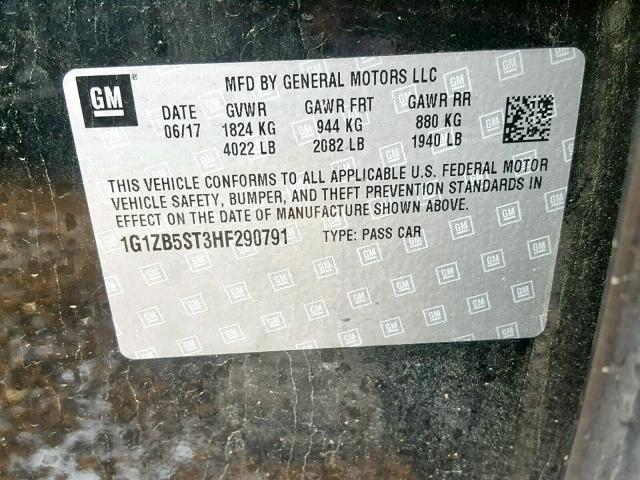 GM
MFD BY GENERAL MOTORS LLC
DATE GVWR GAWR FRT GAWR RR
06/17 1824 KG 944 KG 880 KG
4022 LB 2082 LB 1940 LB
THIS VEHICLE CONFORMS TO ALL APPLICABLE U.S. FEDERAL MOTOR
VEHICLE SAFETY, BUMPER, AND THEFT PREVENTION STANDARDS IN
EFFECT ON THE DATE OF MANUFACTURE SHOWN ABOVE.
1G1ZB5ST3HF290791 TYPE: PASS CAR